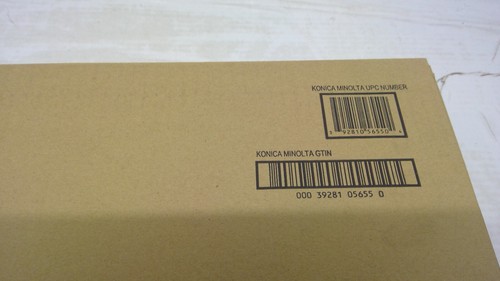 KONICA MINOLTA UPC NUMBER
KONICA MINOLTA GTIN
000 39281 05655 0